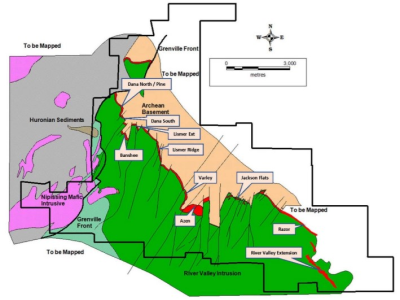 To be Mapped
Grenville Front
N
W
E
S
0
3,000
metres
To be Mapped
Dana North / Pine
Archean
Basement
Huronian Sediments
Dana South
Lismer Ext
Banshee
Lismer Ridge
Varley
Jackson Flats
Nipissing Mafic
Intrusive
Azen
To be Mapped
Grenville
Front
Razor
To be Mapped
River Valley Extension
River Valley Intrusion